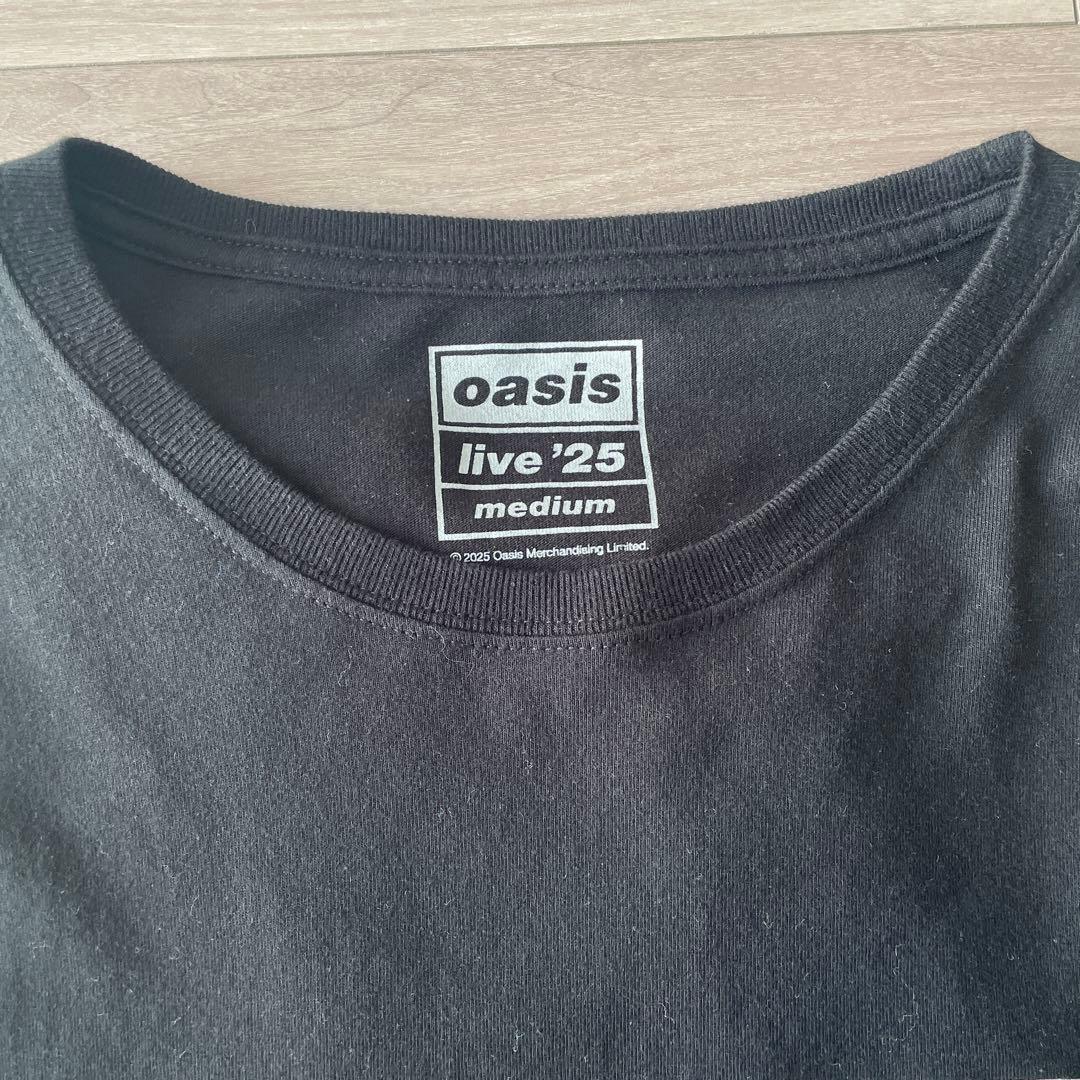 oasis
live '25
medium
© 2025 Oasis Merchandising Limited.